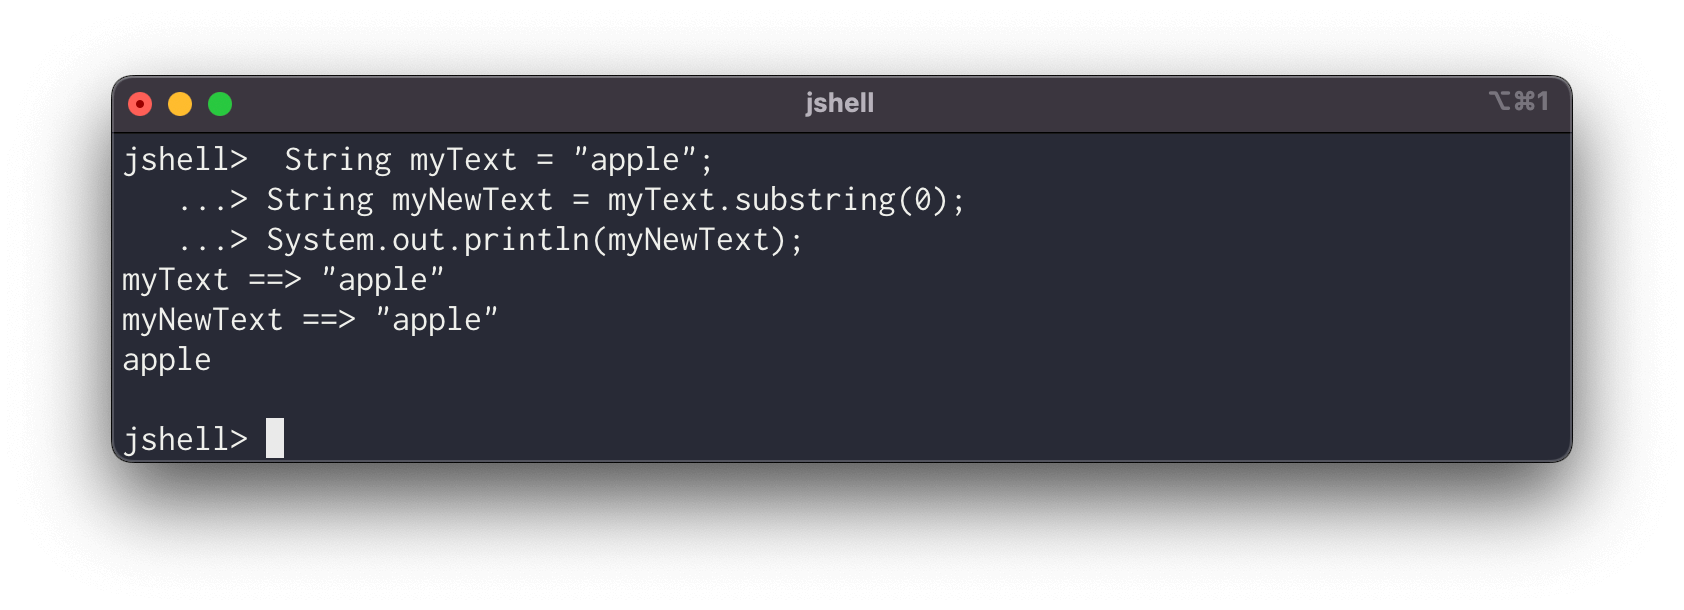 jshell
⌥⌘1
jshell>  String myText = "apple";
   ...> String myNewText = myText.substring(0);
   ...> System.out.println(myNewText);
myText ==> "apple"
myNewText ==> "apple"
apple
jshell>